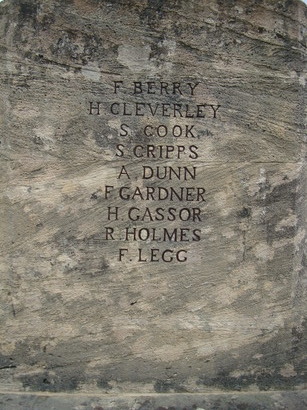 F. BERRY
H CLEVERLEY
S. COOK
S. CRIPPS
A. DUNN
F. GARDNER
H. GASSOR
R. HOLMES
F. LEGG